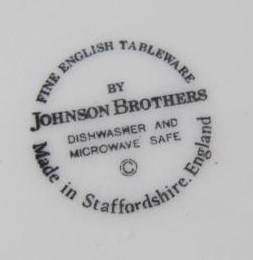 FINE ENGLISH TABLEWARE
BY
JOHNSON BROTHERS
DISHWASHER AND
MICROWAVE SAFE
©
Made in Staffordshire. England